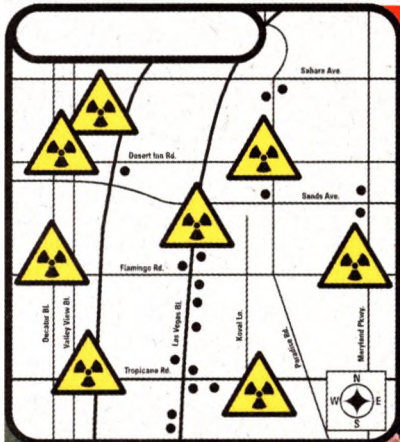 Sahara Ave.
Desert Inn Rd.
Sands Ave.
Flamingo Rd.
Decatur Bl.
Valley View Bl.
Las Vegas Bl.
Koval Ln.
Paradise Rd.
Maryland Pkwy.
Tropicana Rd.
N
W E
S